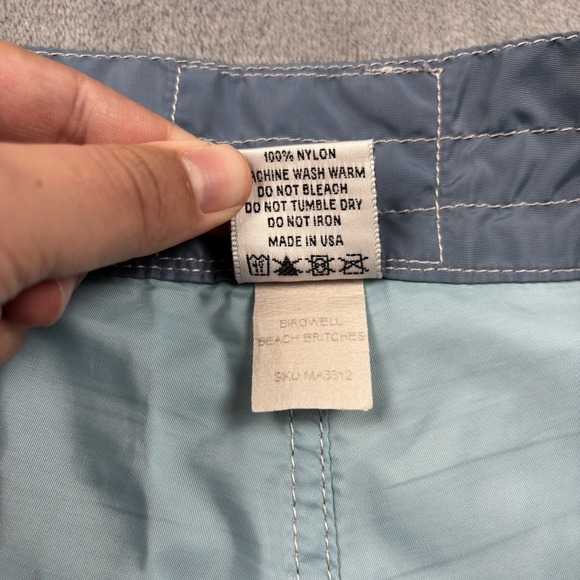 100% NYLON
ACHINE WASH WARM
DO NOT BLEACH
DO NOT TUMBLE DRY
DO NOT IRON
MADE IN USA
BIRDWELL
BEACH BRITCHES
SKU MA3312